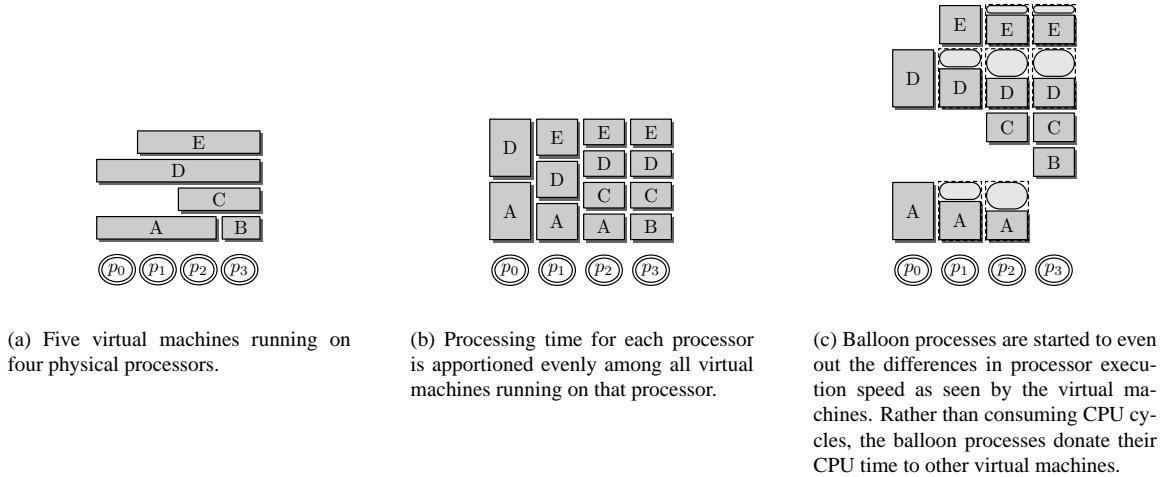 E
D
C
A B
p0 p1 p2 p3
(a) Five virtual machines running on
four physical processors.
D E E E
D D D
A A C C
A B
p0 p1 p2 p3
(b) Processing time for each processor
is apportioned evenly among all virtual
machines running on that processor.
E E E
D D D D
C C
B
A A A
p0 p1 p2 p3
(c) Balloon processes are started to even
out the differences in processor execu-
tion speed as seen by the virtual ma-
chines. Rather than consuming CPU cy-
cles, the balloon processes donate their
CPU time to other virtual machines.